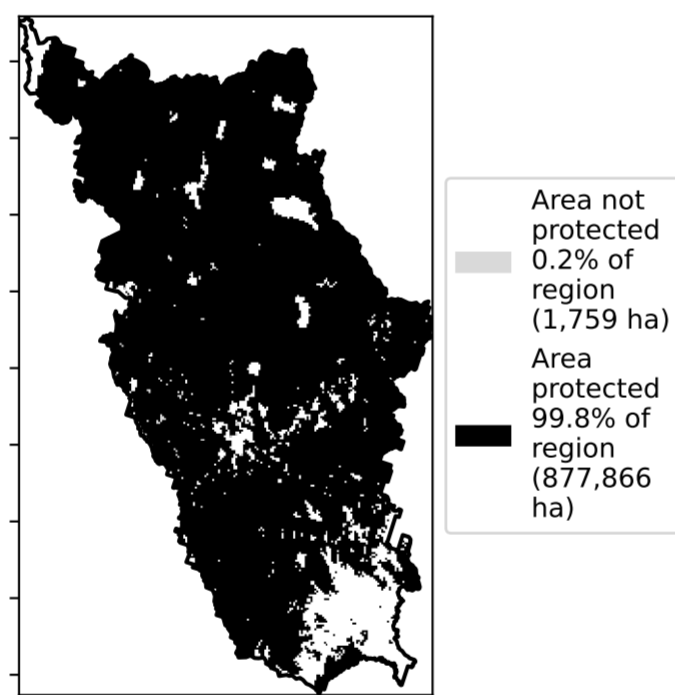 Area not
protected
0.2% of
region
(1,759 ha)
Area
protected
99.8% of
region
(877,866
ha)